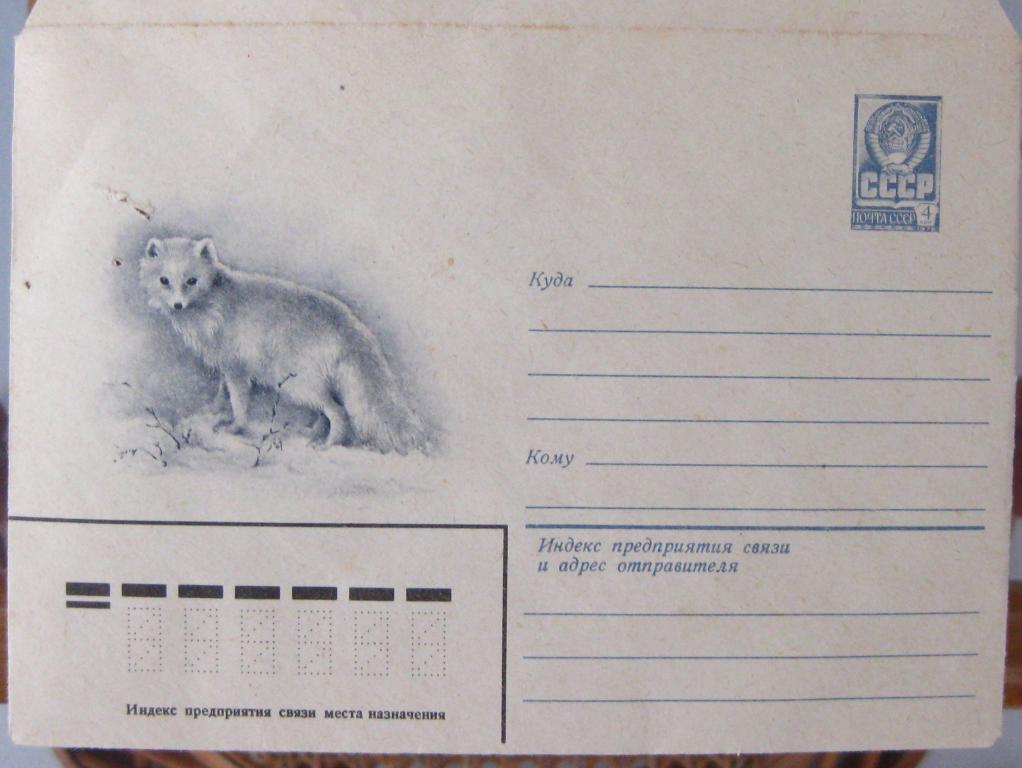 СССР
ПОЧТА СССР 4
Куда
Кому
Индекс предприятия связи
и адрес отправителя
Индекс предприятия связи места назначения